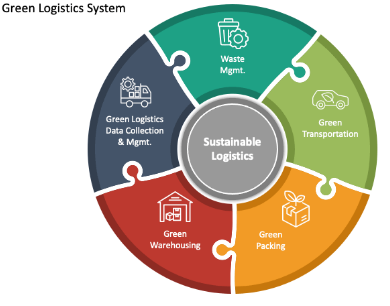 Green Logistics System
Waste
Mgmt.
Green
Transportation
Green
Packing
Green
Warehousing
Green Logistics
Data Collection
& Mgmt.
Sustainable
Logistics